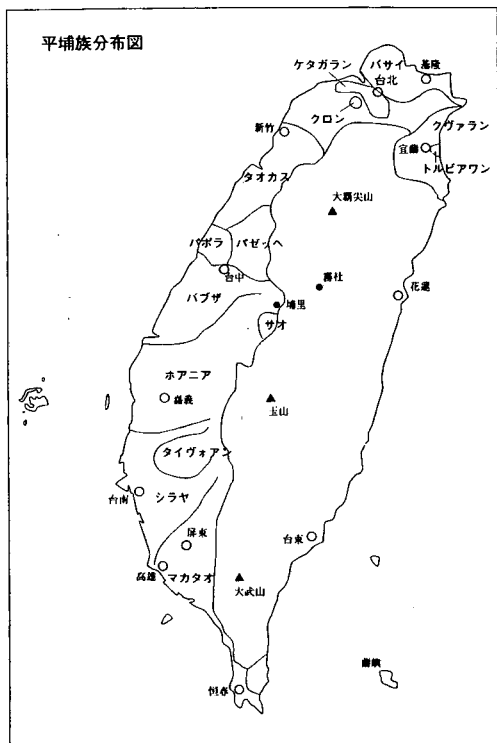 平埔族分布図
ケタガラン
バサイ
基隆
台北
クロン
クヴァラン
新竹
宜蘭
トルビアワン
タオカス
大覇尖山
パポラ
パゼッヘ
台中
霧社
花蓮
バブザ
埔里
サオ
ホアニア
嘉義
玉山
タイヴォアン
台南
シラヤ
屏東
台東
高雄
マカタオ
大武山
蘭嶼
恒春